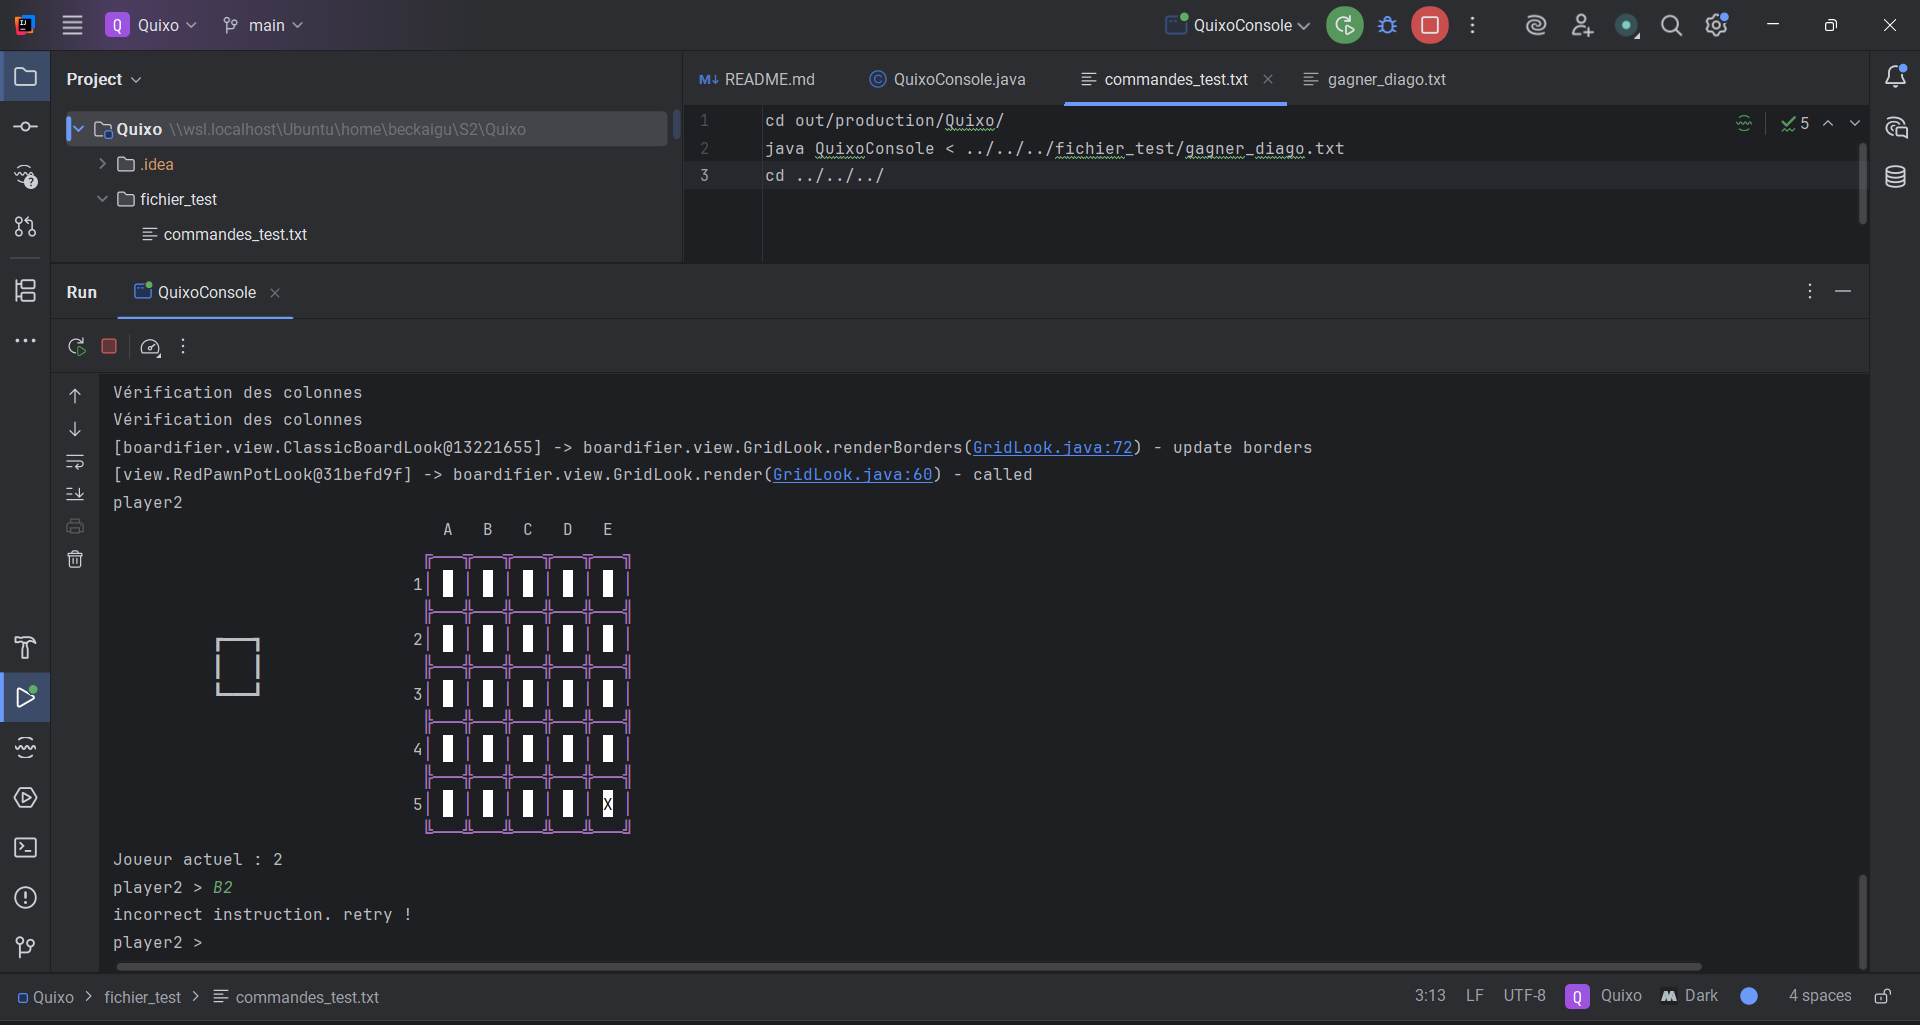 Q Quixo main QuixoConsole
Project
README.md QuixoConsole.java commandes_test.txt gagner_diago.txt
Quixo \\wsl.localhost\Ubuntu\home\beckaigu\S2\Quixo
.idea
fichier_test
commandes_test.txt
1 cd out/production/Quixo/
5
2 java QuixoConsole < ../../../fichier_test/gagner_diago.txt
3 cd ../../../
Run QuixoConsole
Vérification des colonnes
Vérification des colonnes
[boardifier.view.ClassicBoardLook@13221655] -> boardifier.view.GridLook.renderBorders(GridLook.java:72) - update borders
[view.RedPawnPotLook@31befd9f] -> boardifier.view.GridLook.render(GridLook.java:60) - called
player2
A B C D E
1
2
3
4
5 X
Joueur actuel : 2
player2 > B2
incorrect instruction. retry !
player2 >
Quixo > fichier_test > commandes_test.txt
3:13 LF UTF-8 Q Quixo Dark 4 spaces